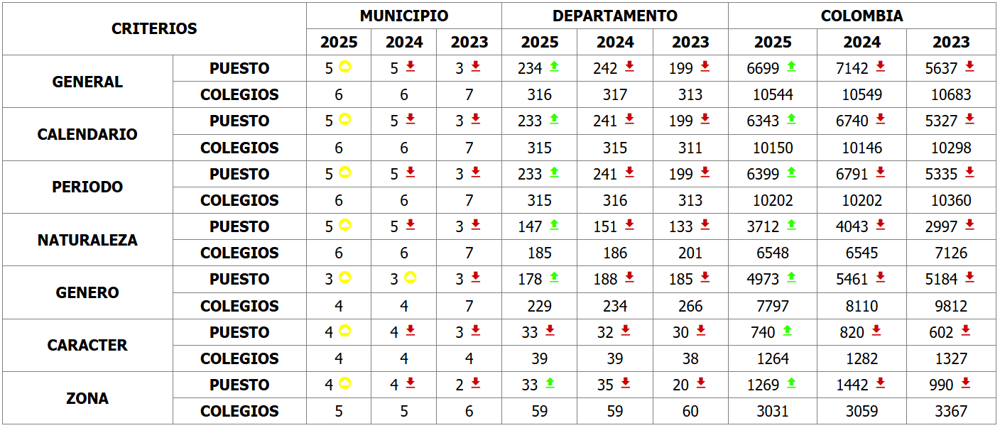 CRITERIOS MUNICIPIO DEPARTAMENTO COLOMBIA
2025 2024 2023 2025 2024 2023 2025 2024 2023
GENERAL PUESTO 5 5 3 234 242 199 6699 7142 5637
COLEGIOS 6 6 7 316 317 313 10544 10549 10683
CALENDARIO PUESTO 5 5 3 233 241 199 6343 6740 5327
COLEGIOS 6 6 7 315 315 311 10150 10146 10298
PERIODO PUESTO 5 5 3 233 241 199 6399 6791 5335
COLEGIOS 6 6 7 315 316 313 10202 10202 10360
NATURALEZA PUESTO 5 5 3 147 151 133 3712 4043 2997
COLEGIOS 6 6 7 185 186 201 6548 6545 7126
GENERO PUESTO 3 3 3 178 188 185 4973 5461 5184
COLEGIOS 4 4 7 229 234 266 7797 8110 9812
CARACTER PUESTO 4 4 3 33 32 30 740 820 602
COLEGIOS 4 4 4 39 39 38 1264 1282 1327
ZONA PUESTO 4 4 2 33 35 20 1269 1442 990
COLEGIOS 5 5 6 59 59 60 3031 3059 3367